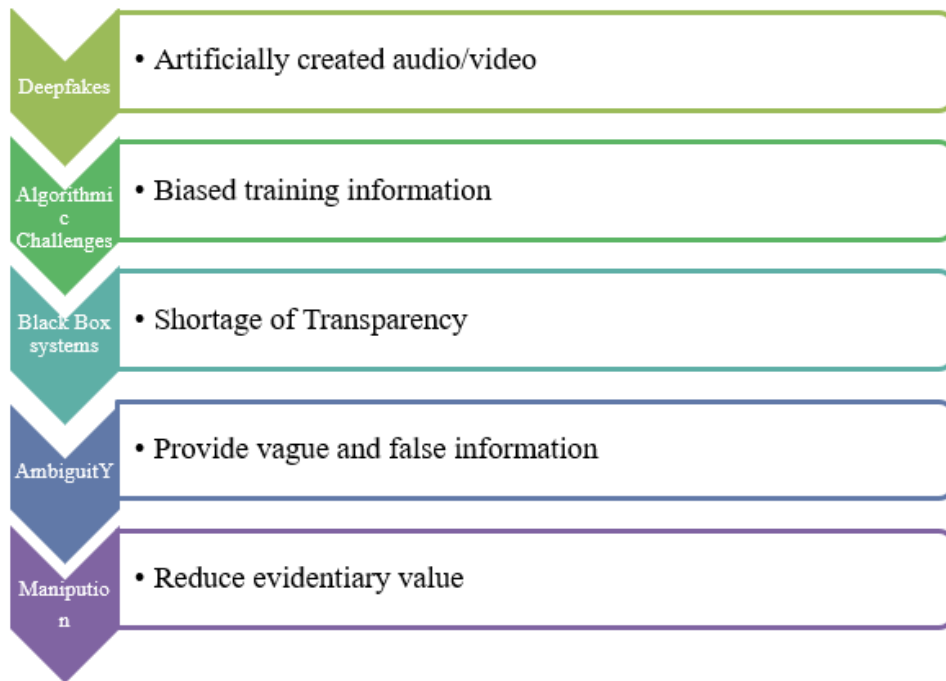 Deepfakes
• Artificially created audio/video
Algorithmi
c
Challenges
• Biased training information
Black Box
systems
• Shortage of Transparency
AmbiguitY
• Provide vague and false information
Maniputio
n
• Reduce evidentiary value